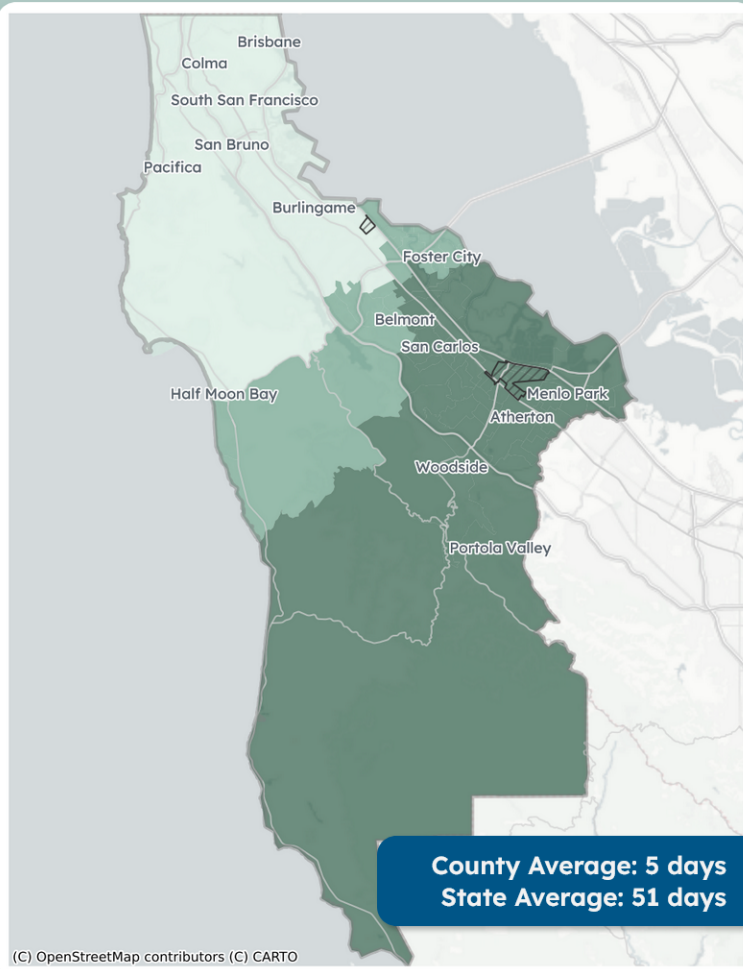 Brisbane
Colma
South San Francisco
San Bruno
Pacifica
Burlingame
Foster City
Belmont
San Carlos
Half Moon Bay
Menlo Park
Atherton
Woodside
Portola Valley
County Average: 5 days
State Average: 51 days
(C) OpenStreetMap contributors (C) CARTO